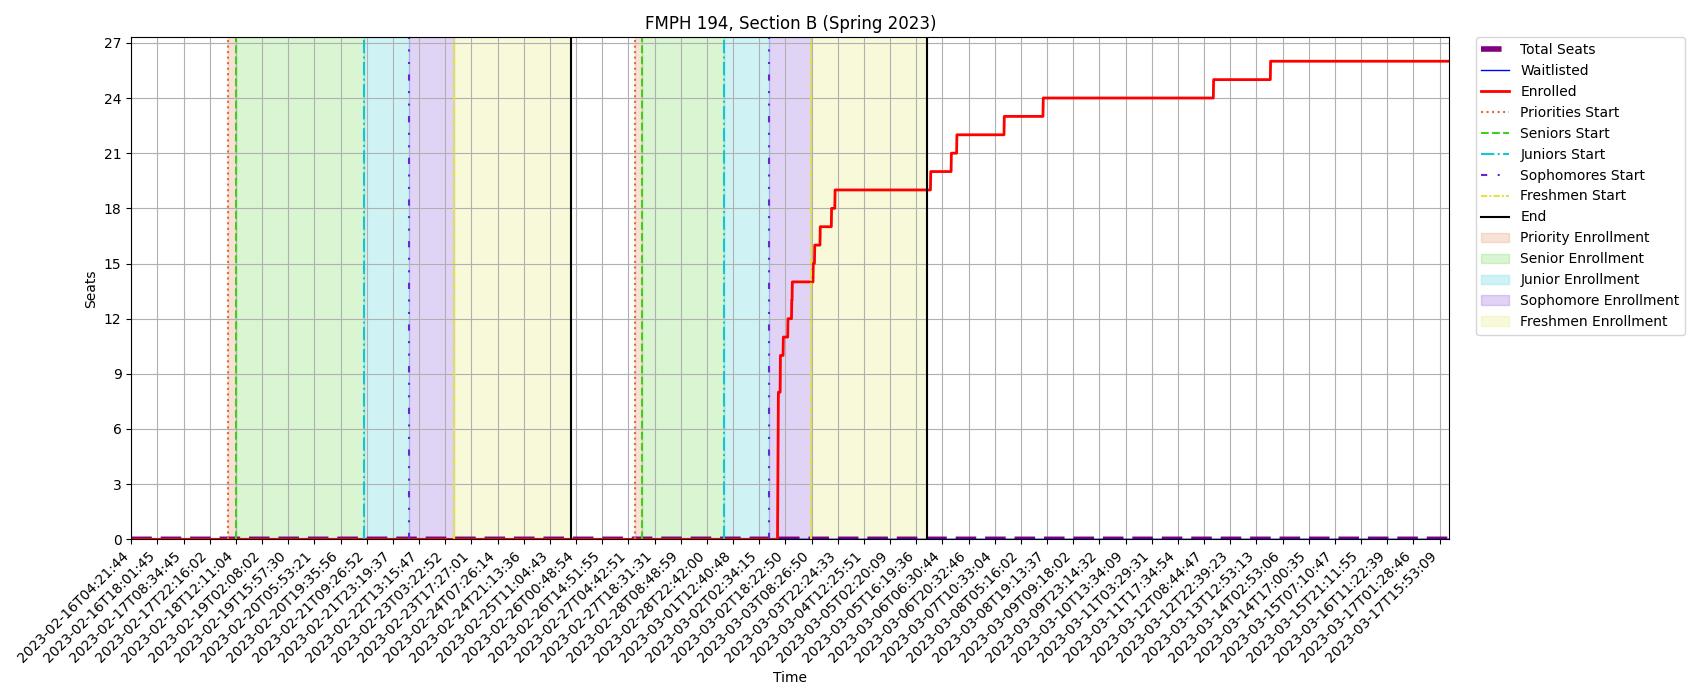 FMPH 194, Section B (Spring 2023)
Seats
27
24
21
18
15
12
9
6
3
0
2023-02-16T04:21:44
2023-02-16T18:01:45
2023-02-17T08:34:45
2023-02-17T22:16:02
2023-02-18T12:11:04
2023-02-19T02:08:02
2023-02-19T15:57:30
2023-02-20T05:53:21
2023-02-20T19:35:56
2023-02-21T09:26:52
2023-02-21T23:19:37
2023-02-22T13:15:47
2023-02-23T03:22:52
2023-02-24T07:27:01
2023-02-24T07:26:14
2023-02-24T21:13:36
2023-02-25T11:04:43
2023-02-26T00:48:54
2023-02-26T14:51:55
2023-02-27T04:42:51
2023-02-27T18:31:31
2023-02-28T08:48:59
2023-02-28T22:42:00
2023-03-01T12:40:48
2023-03-02T02:34:15
2023-03-02T18:22:50
2023-03-03T08:26:50
2023-03-03T22:24:33
2023-03-04T12:25:51
2023-03-05T02:20:09
2023-03-05T16:19:36
2023-03-06T06:30:44
2023-03-06T20:32:46
2023-03-07T10:33:04
2023-03-08T05:16:02
2023-03-08T19:13:37
2023-03-09T09:18:02
2023-03-09T23:14:32
2023-03-10T13:34:09
2023-03-11T03:29:31
2023-03-11T17:34:54
2023-03-12T08:44:47
2023-03-12T22:39:23
2023-03-13T12:53:13
2023-03-14T02:53:06
2023-03-14T17:00:35
2023-03-15T07:10:47
2023-03-15T21:11:55
2023-03-16T11:22:39
2023-03-17T01:28:46
2023-03-17T15:53:09
Time
Total Seats
Waitlisted
Enrolled
Priorities Start
Seniors Start
Juniors Start
Sophomores Start
Freshmen Start
End
Priority Enrollment
Senior Enrollment
Junior Enrollment
Sophomore Enrollment
Freshmen Enrollment